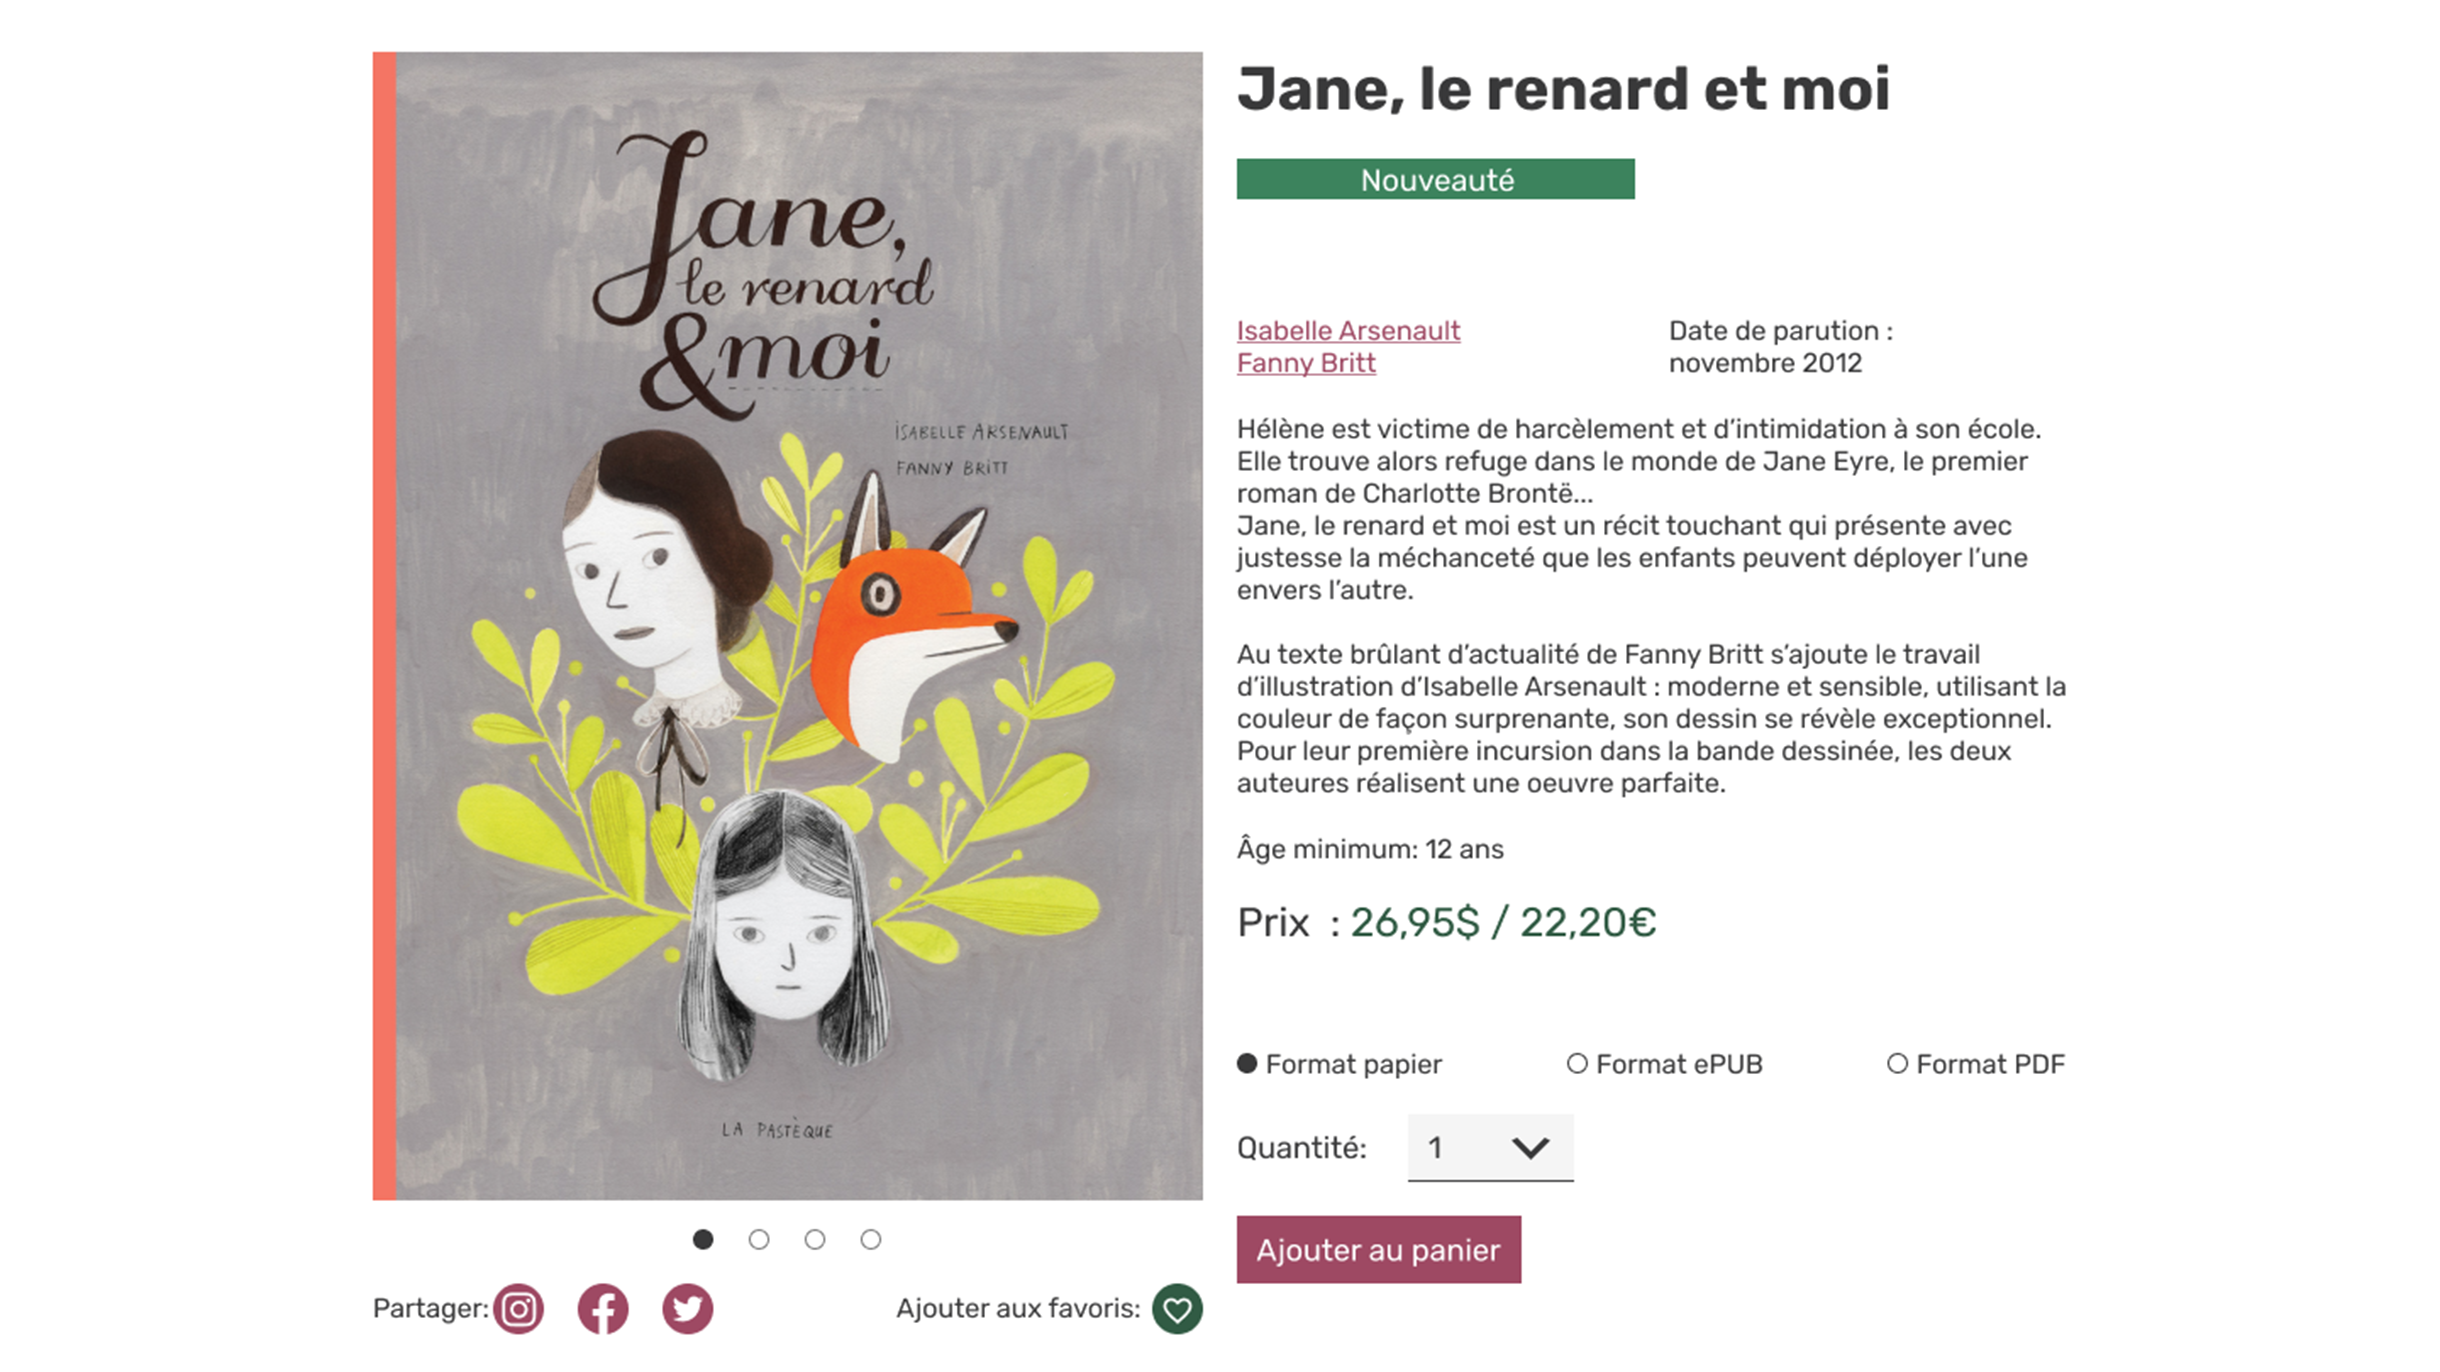 Jane,
le renard
& moi
ISABELLE ARSENAULT
FANNY BRITT
LA PASTÈQUE
Partager:
Ajouter aux favoris:
Jane, le renard et moi
Nouveauté
Isabelle Arsenault
Fanny Britt
Date de parution :
novembre 2012
Hélène est victime de harcèlement et d'intimidation à son école.
Elle trouve alors refuge dans le monde de Jane Eyre, le premier
roman de Charlotte Brontë...
Jane, le renard et moi est un récit touchant qui présente avec
justesse la méchanceté que les enfants peuvent déployer l'une
envers l'autre.
Au texte brûlant d'actualité de Fanny Britt s'ajoute le travail
d'illustration d'Isabelle Arsenault : moderne et sensible, utilisant la
couleur de façon surprenante, son dessin se révèle exceptionnel.
Pour leur première incursion dans la bande dessinée, les deux
auteures réalisent une oeuvre parfaite.
Âge minimum: 12 ans
Prix : 26,95$ / 22,20€
Format papier
Format ePUB
Format PDF
Quantité:
1
Ajouter au panier